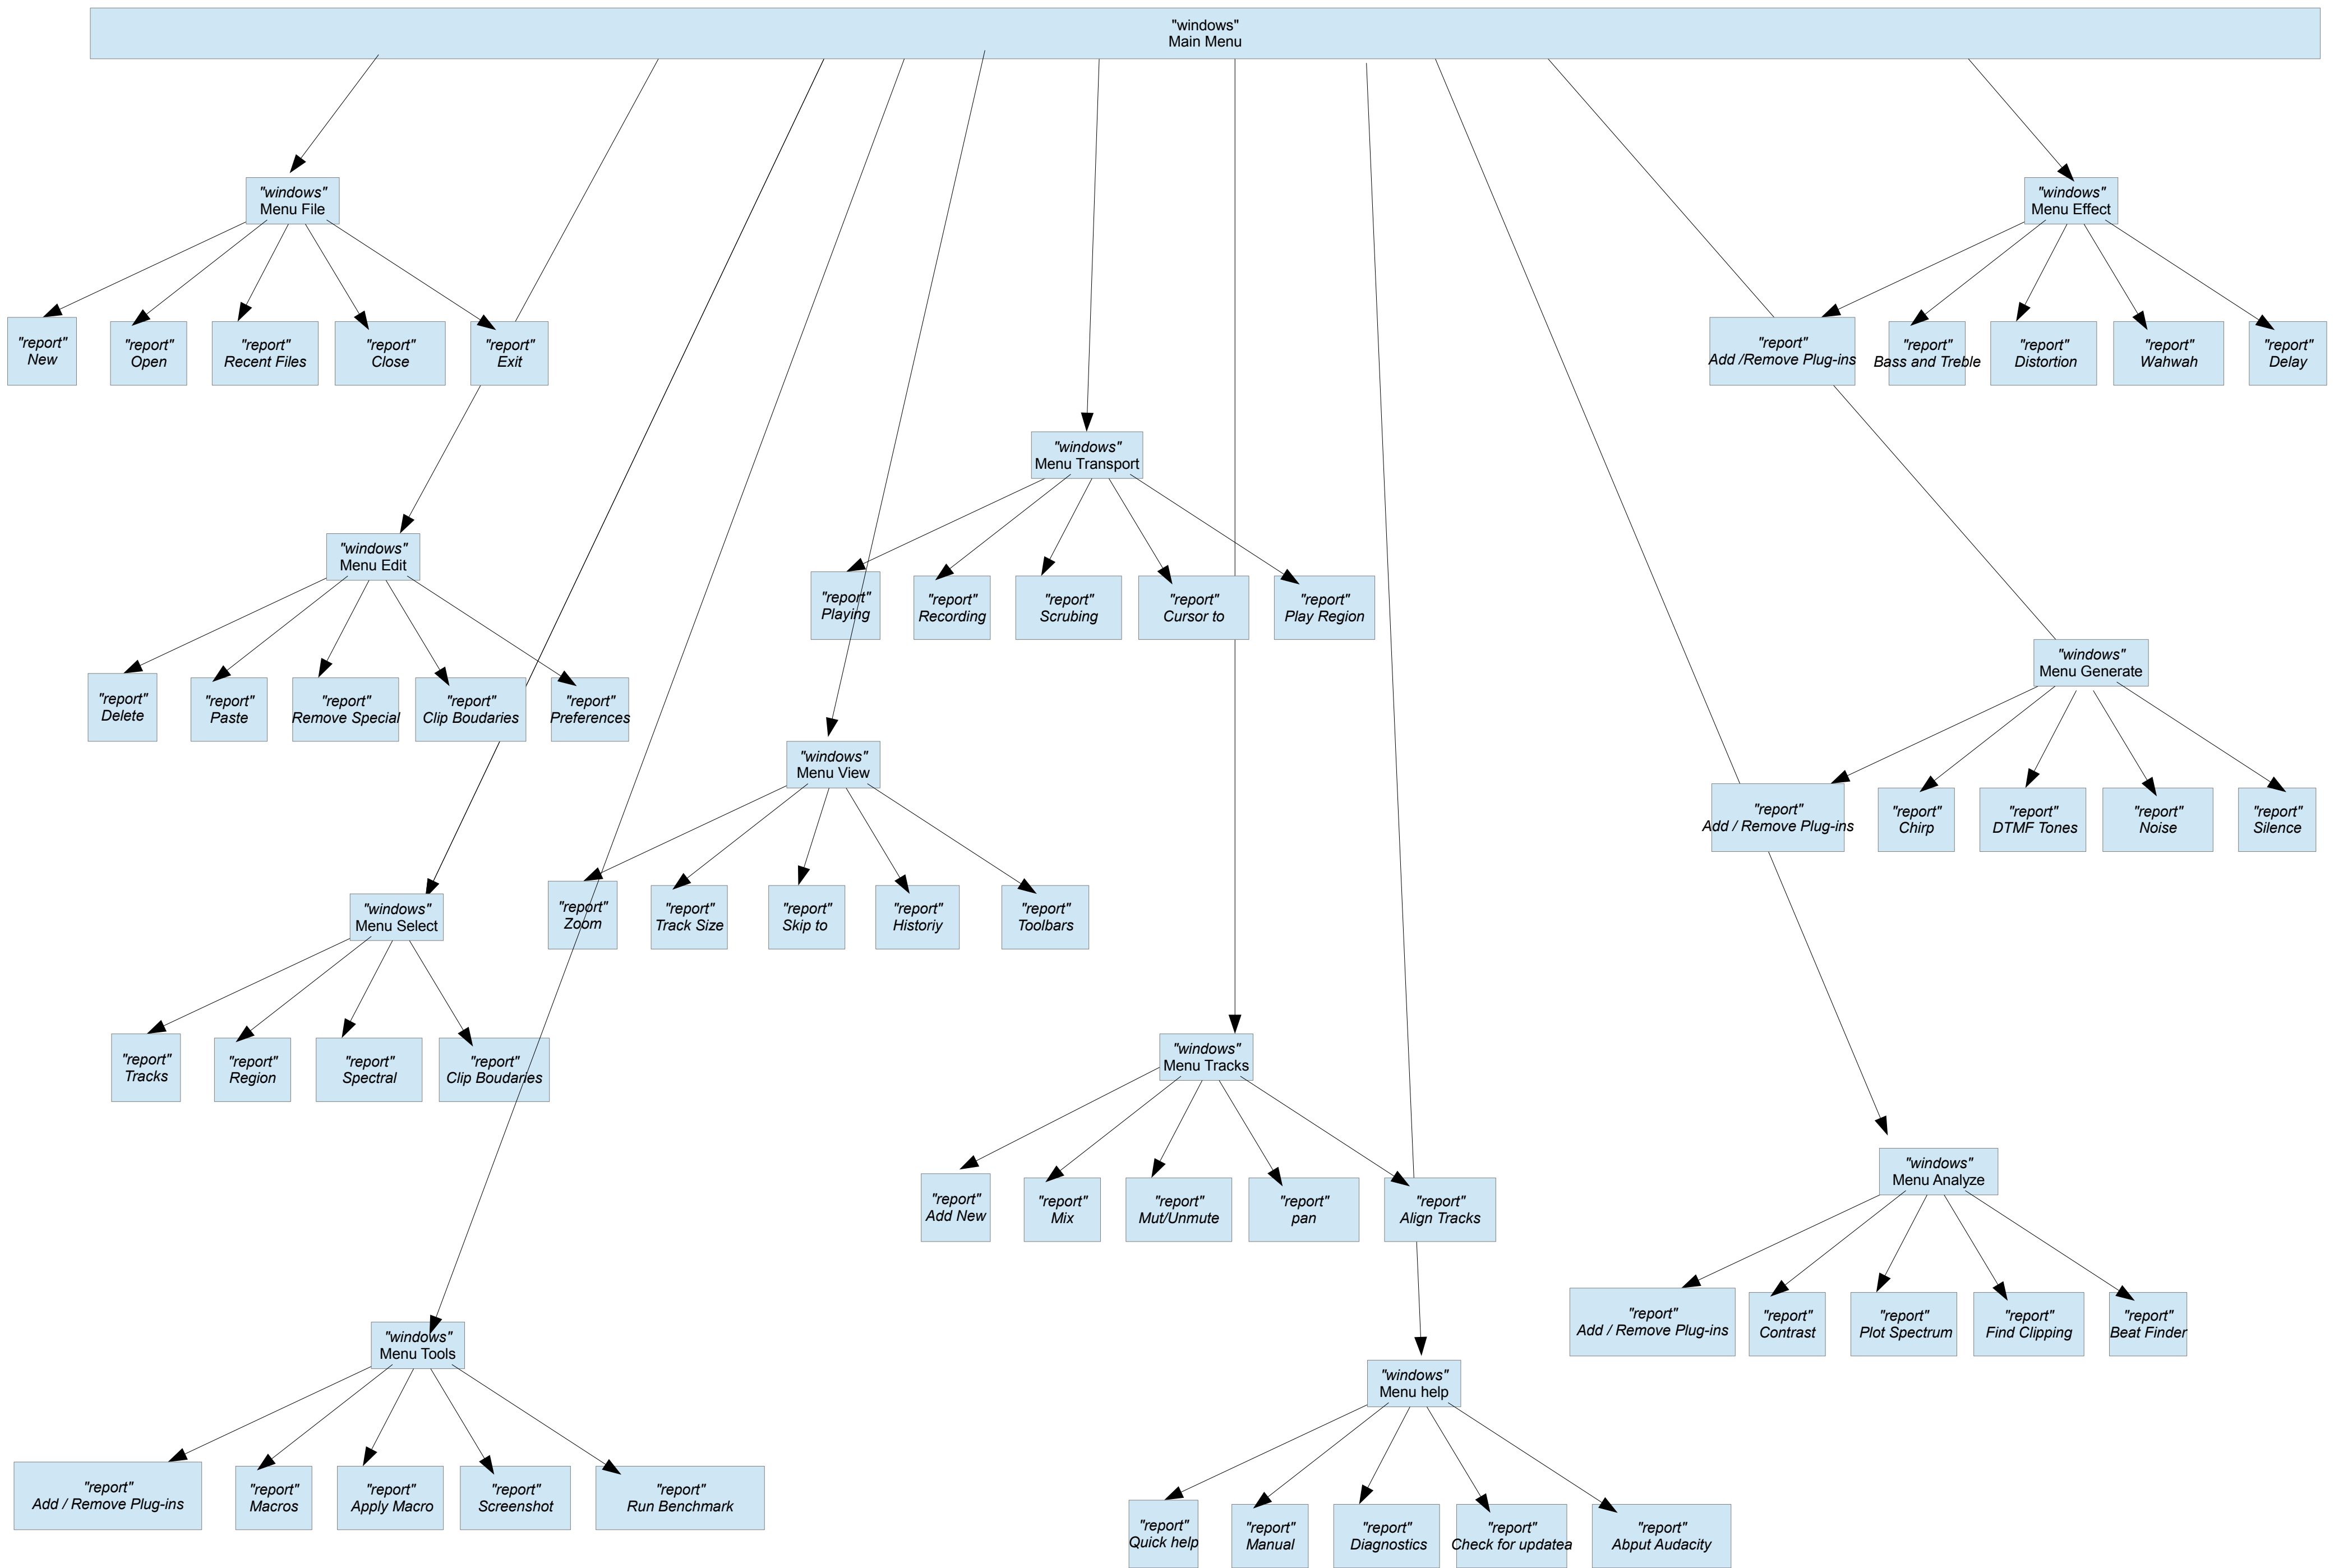 "windows"
Main Menu
"windows"
Menu File
"report"
New
"report"
Open
"report"
Recent Files
"report"
Close
"report"
Exit
"windows"
Menu Effect
"report"
Add /Remove Plug-ins
"report"
Bass and Treble
"report"
Distortion
"report"
Wahwah
"report"
Delay
"windows"
Menu Transport
"report"
Playing
"report"
Recording
"report"
Scrubing
"report"
Cursor to
"report"
Play Region
"windows"
Menu Edit
"report"
Delete
"report"
Paste
"report"
Remove Special
"report"
Clip Boudaries
"report"
Preferences
"windows"
Menu Generate
"report"
Add / Remove Plug-ins
"report"
Chirp
"report"
DTMF Tones
"report"
Noise
"report"
Silence
"windows"
Menu View
"report"
Zoom
"report"
Track Size
"report"
Skip to
"report"
Historiy
"report"
Toolbars
"windows"
Menu Select
"report"
Tracks
"report"
Region
"report"
Spectral
"report"
Clip Boudaries
"windows"
Menu Tracks
"report"
Add New
"report"
Mix
"report"
Mut/Unmute
"report"
pan
"report"
Align Tracks
"windows"
Menu Analyze
"report"
Add / Remove Plug-ins
"report"
Contrast
"report"
Plot Spectrum
"report"
Find Clipping
"report"
Beat Finder
"windows"
Menu Tools
"report"
Add / Remove Plug-ins
"report"
Macros
"report"
Apply Macro
"report"
Screenshot
"report"
Run Benchmark
"windows"
Menu help
"report"
Quick help
"report"
Manual
"report"
Diagnostics
"report"
Check for updatea
"report"
Abput Audacity